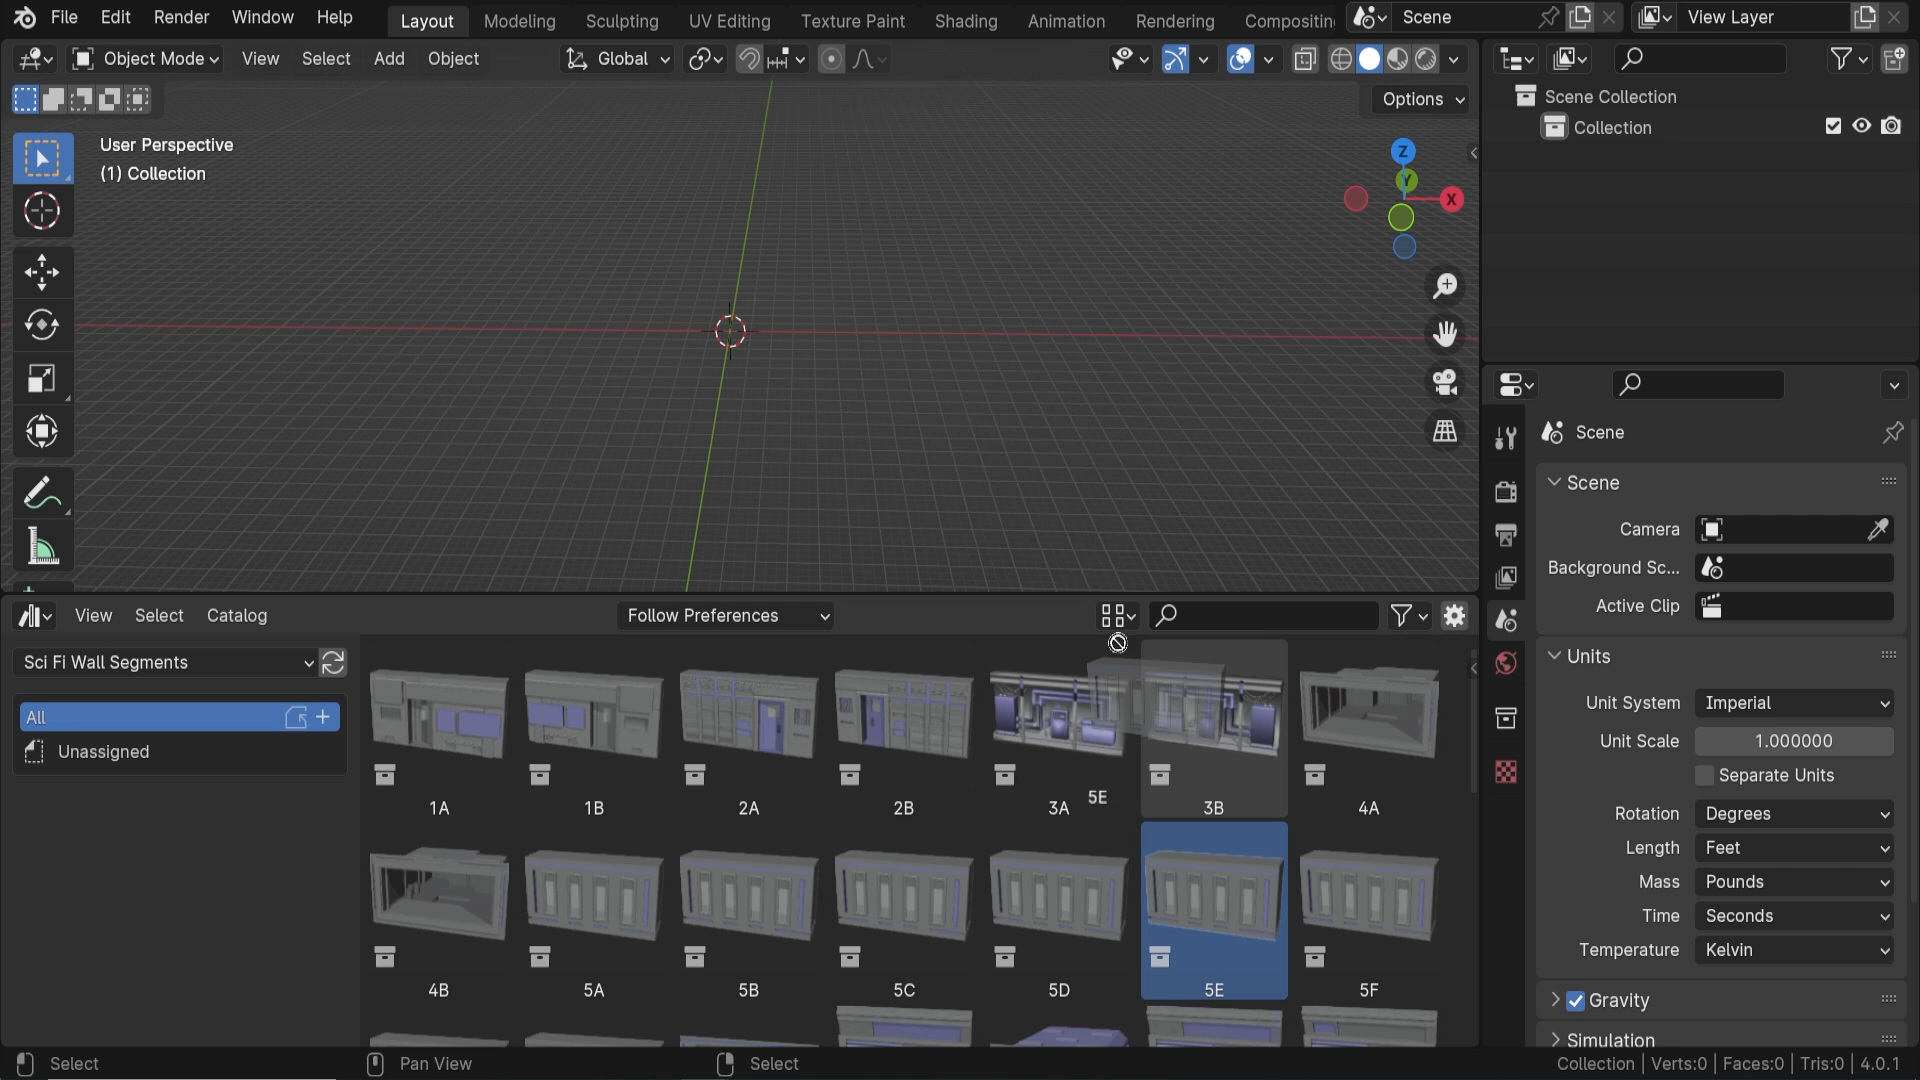 File Edit Render Window Help Layout Modeling Sculpting UV Editing Texture Paint Shading Animation Rendering Compositin Scene View Layer
Object Mode View Select Add Object Global
Options
Scene Collection
Collection
User Perspective
(1) Collection
Z
Y
X
Scene
Scene
Camera
Background Sc...
Active Clip
View Select Catalog Follow Preferences
Sci Fi Wall Segments
All
Unassigned
1A 1B 2A 2B 3A 5E 3B 4A
4B 5A 5B 5C 5D 5E 5F
Units
Unit System Imperial
Unit Scale 1.000000
Separate Units
Rotation Degrees
Length Feet
Mass Pounds
Time Seconds
Temperature Kelvin
Gravity
Simulation
Select Pan View Select Collection | Verts:0 | Faces:0 | Tris:0 | 4.0.1